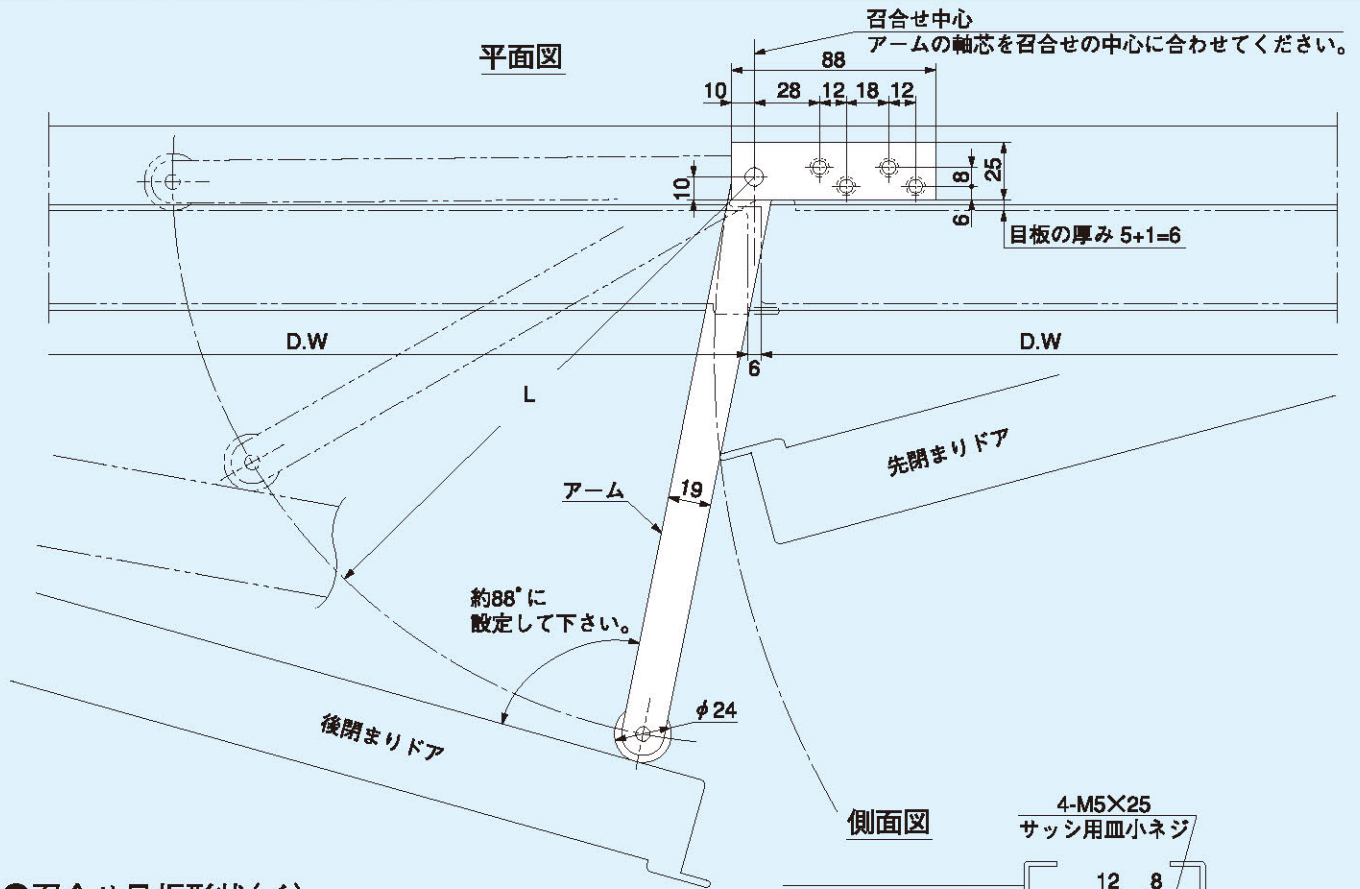 召合せ中心
アームの軸芯を召合せの中心に合わせてください。
平面図
88
10 28 12 18 12
10
8
25
6
目板の厚み 5+1=6
D.W
6
D.W
L
先閉まりドア
アーム
19
約88°に
設定して下さい。
φ24
後閉まりドア
側面図
4-M5×25
サッシ用皿小ネジ
12 8